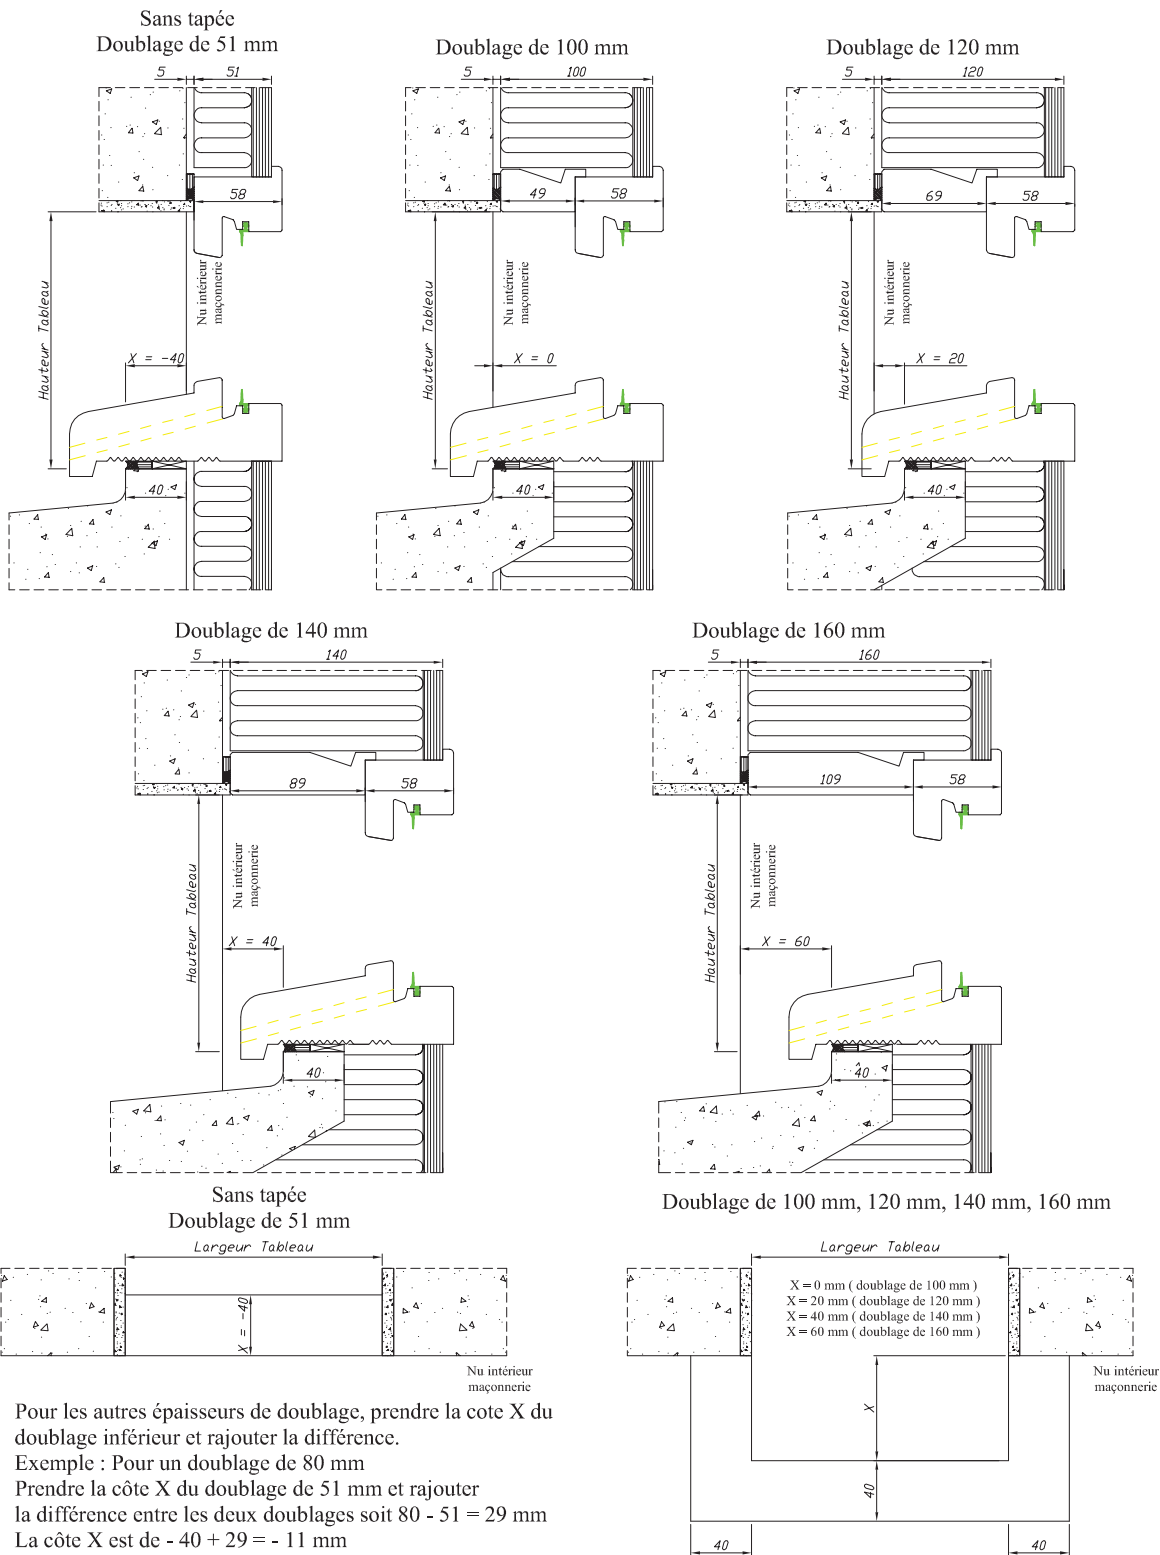 Sans tapée
Doublage de 51 mm
5
51
58
Hauteur Tableau
Nu intérieur
maçonnerie
X = -40
40
Doublage de 100 mm
5
100
49
58
Hauteur Tableau
Nu intérieur
maçonnerie
X = 0
40
Doublage de 120 mm
5
120
69
58
Hauteur Tableau
Nu intérieur
maçonnerie
X = 20
40
Doublage de 140 mm
5
140
89
58
Hauteur Tableau
Nu intérieur
maçonnerie
X = 40
40
Doublage de 160 mm
5
160
109
58
Hauteur Tableau
Nu intérieur
maçonnerie
X = 60
40
Sans tapée
Doublage de 51 mm
Largeur Tableau
X = -40
Nu intérieur
maçonnerie
Doublage de 100 mm, 120 mm, 140 mm, 160 mm
Largeur Tableau
X = 0 mm ( doublage de 100 mm )
X = 20 mm ( doublage de 120 mm )
X = 40 mm ( doublage de 140 mm )
X = 60 mm ( doublage de 160 mm )
Nu intérieur
maçonnerie
X
40
40
40
Pour les autres épaisseurs de doublage, prendre la cote X du
doublage inférieur et rajouter la différence.
Exemple : Pour un doublage de 80 mm
Prendre la côte X du doublage de 51 mm et rajouter
la différence entre les deux doublages soit 80 - 51 = 29 mm
La côte X est de - 40 + 29 = - 11 mm